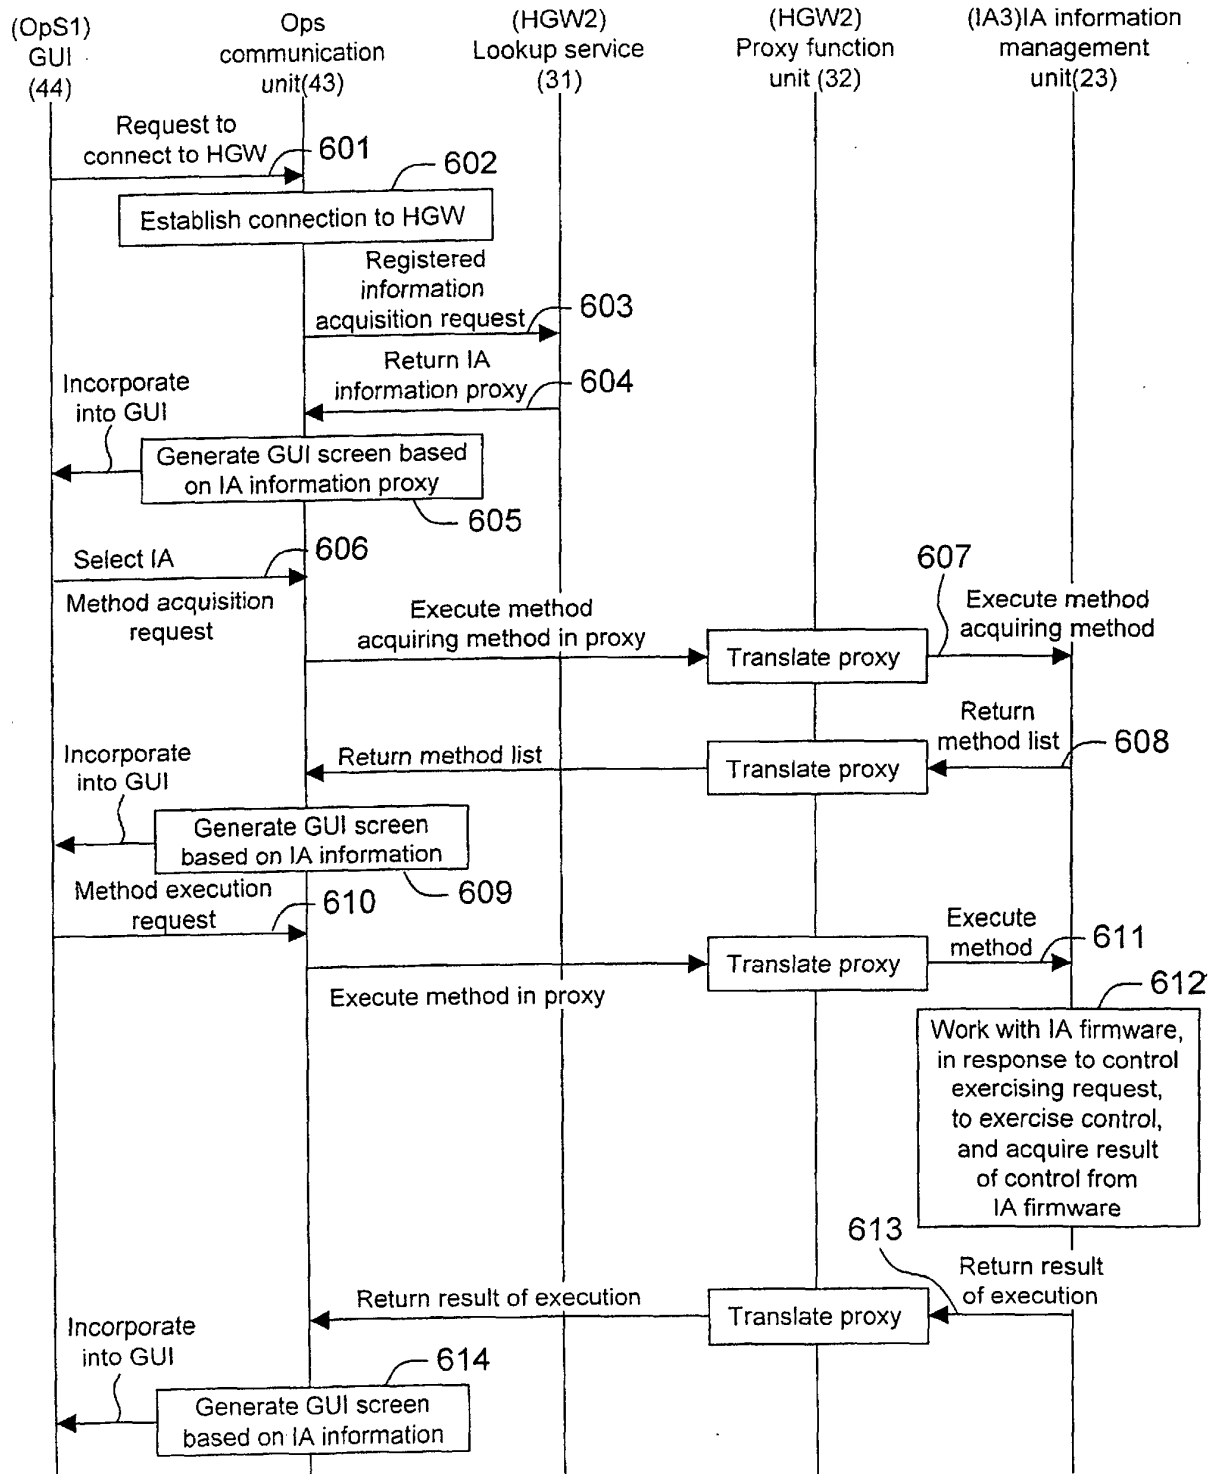 (OpS1)
GUI
(44)
Ops
communication
unit(43)
(HGW2)
Lookup service
(31)
(HGW2)
Proxy function
unit (32)
(IA3)IA information
management
unit(23)
Request to
connect to HGW
601
602
Establish connection to HGW
Registered
information
acquisition request
603
Return IA
information proxy
604
Incorporate
into GUI
Generate GUI screen based
on IA information proxy
605
Select IA
606
Method acquisition
request
Execute method
acquiring method in proxy
Translate proxy
607
Execute method
acquiring method
Return
method list
608
Translate proxy
Return method list
Incorporate
into GUI
Generate GUI screen
based on IA information
609
Method execution
request
610
Execute method in proxy
Translate proxy
Execute
method
611
612
Work with IA firmware,
in response to control
exercising request,
to exercise control,
and acquire result
of control from
IA firmware
613
Return result
of execution
Translate proxy
Return result of execution
Incorporate
into GUI
614
Generate GUI screen
based on IA information